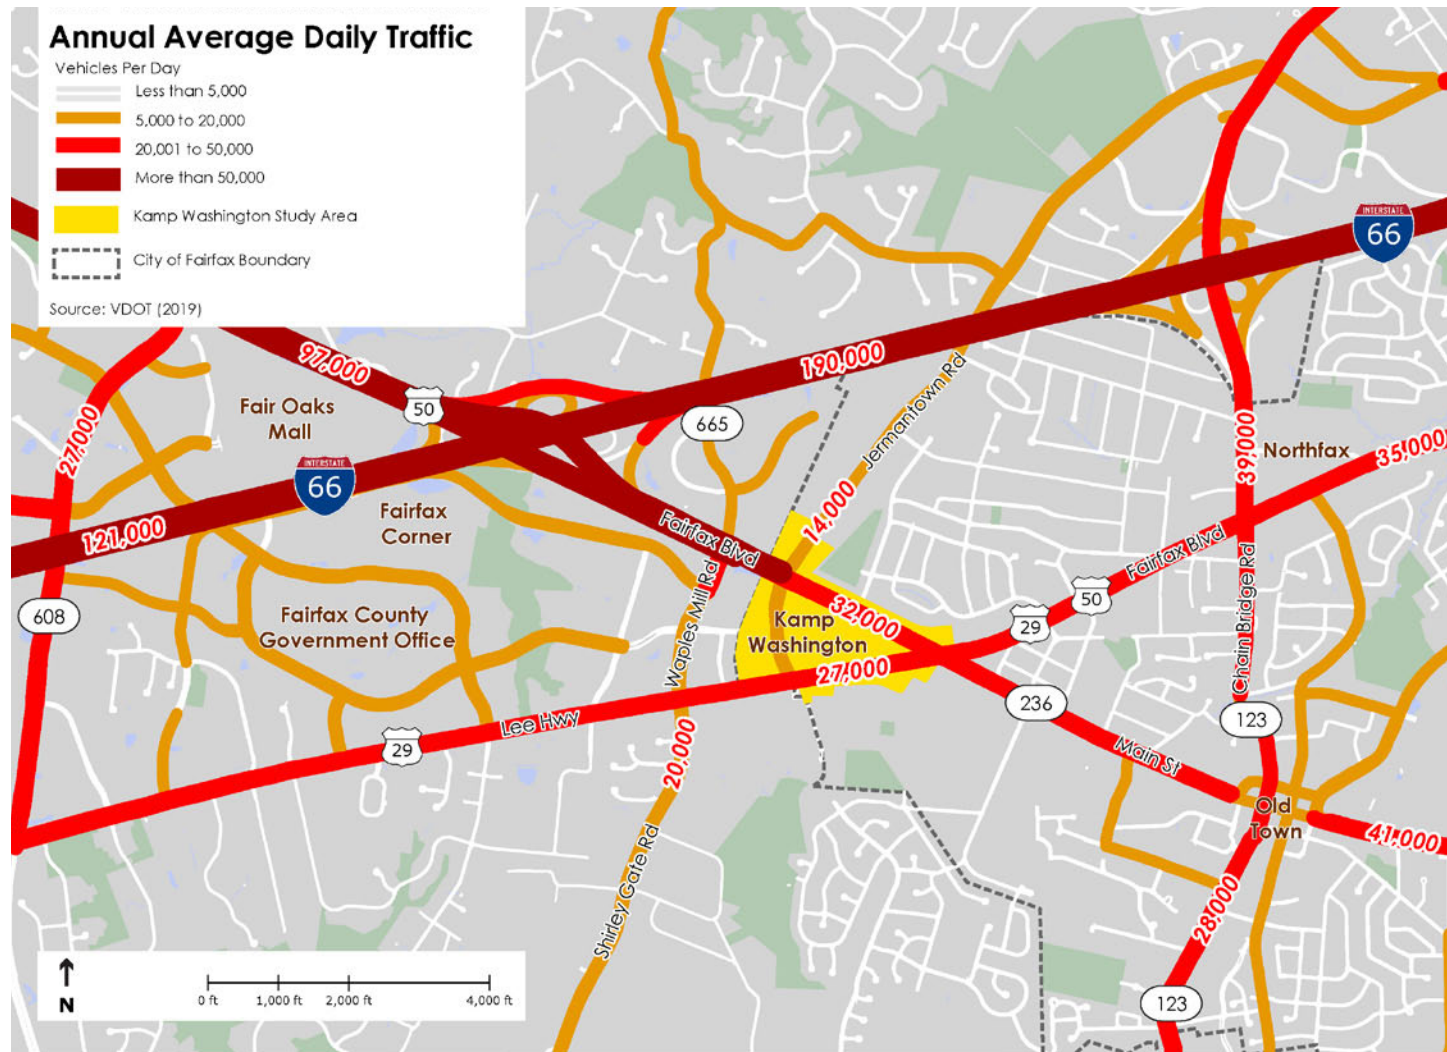 Annual Average Daily Traffic
Vehicles Per Day
Less than 5,000
5,000 to 20,000
20,001 to 50,000
More than 50,000
Kamp Washington Study Area
City of Fairfax Boundary
Source: VDOT (2019)
INTERSTATE
66
97,000
190,000
50
Fair Oaks
Mall
665
Jermantown Rd
27,000
39,000
Northfax
35,000
INTERSTATE
66
121,000
Fairfax
Corner
14,000
Fairfax Blvd
Fairfax Blvd
50
608
Fairfax County
Government Office
Waples Mill Rd
Kamp
Washington
32,000
29
Chain Bridge Rd
27,000
236
123
Lee Hwy
29
20,000
Main St
Old
Town
41,000
Shirley Gate Rd
28,000
123
N
0 ft
1,000 ft
2,000 ft
4,000 ft